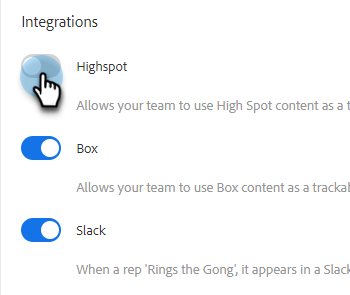 Integrations
Highspot
Allows your team to use High Spot content as a
Box
Allows your team to use Box content as a trackal
Slack
When a rep 'Rings the Gong', it appears in a Slack